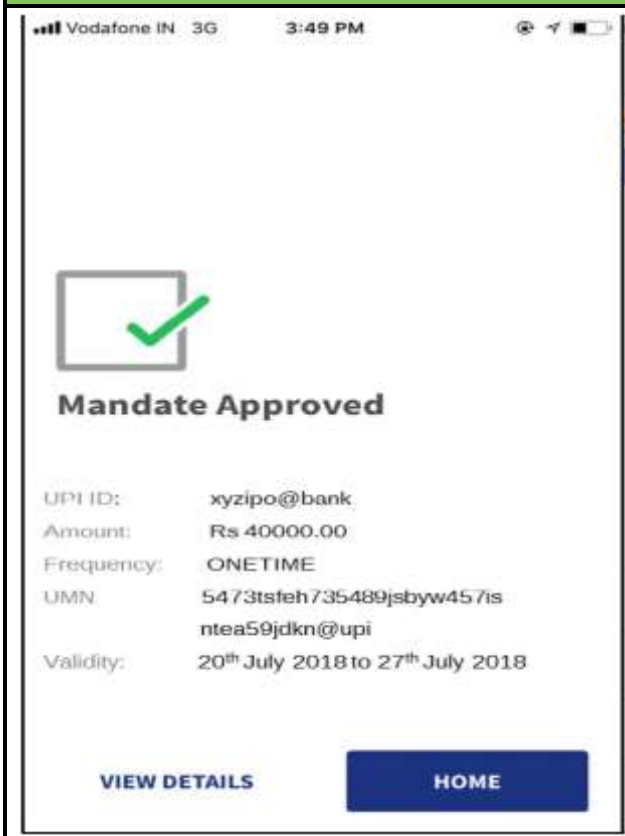 Vodafone IN 3G 3:49 PM
Mandate Approved
UPI ID: xyzipo@bank
Amount: Rs 40000.00
Frequency: ONETIME
UMN 5473tsfeh735489jsbyw457is
ntea59jdkn@upi
Validity: 20th July 2018 to 27th July 2018
VIEW DETAILS HOME